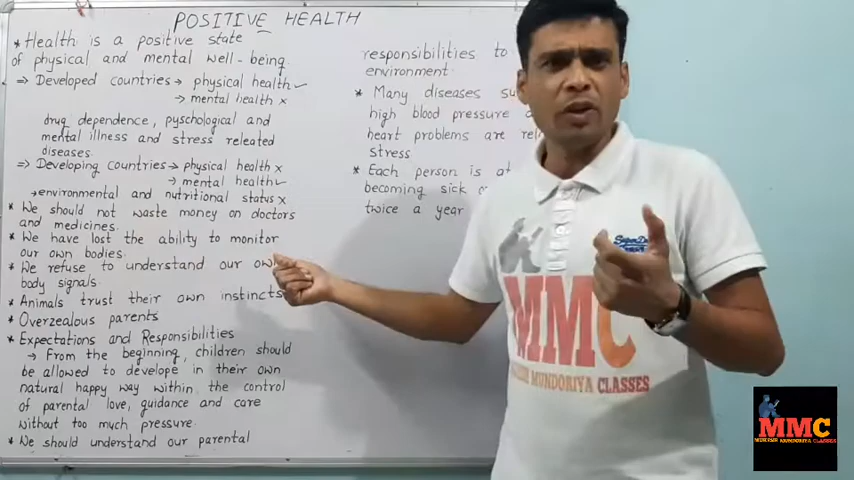 MMC
POSITIVE HEALTH
* HEALTH is a positive state
of physical and mental well-being
⇒ Developed countries → physical health ✓
→ mental health ✗
drug dependence, pyschological and
mental illness and stress releated
diseases.
⇒ Developing countries → physical health ✗
→ mental health ✓
→ environmental and nutritional status ✗
* We should not waste money on doctors
and medicines.
* We have lost the ability to monitor
our own bodies.
* We refuse to understand our own
body signals.
* Animals trust their own instincts.
* Overzealous parents.
* Expectations and Responsibilities
→ From the beginning, children should
be allowed to develop in their own
natural happy way within the control
of parental love, guidance and care
without too much pressure.
* We should understand our parental
responsibilities to
environment.
* Many diseases
high blood pressure
heart problems are
stress
* Each person is
becoming sick
twice a year
MMC
MUNDORIYA CLASSES
MMC
MUNDORIYA CLASSES